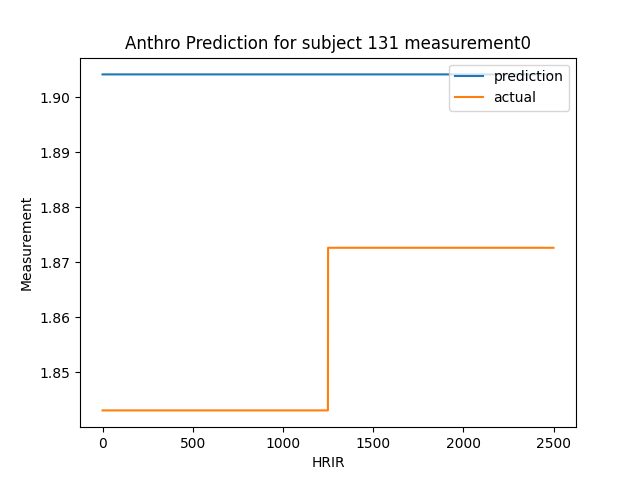 Anthro Prediction for subject 131 measurement0
prediction
actual
1.90
1.89
1.88
1.87
1.86
1.85
Measurement
0 500 1000 1500 2000 2500
HRIR